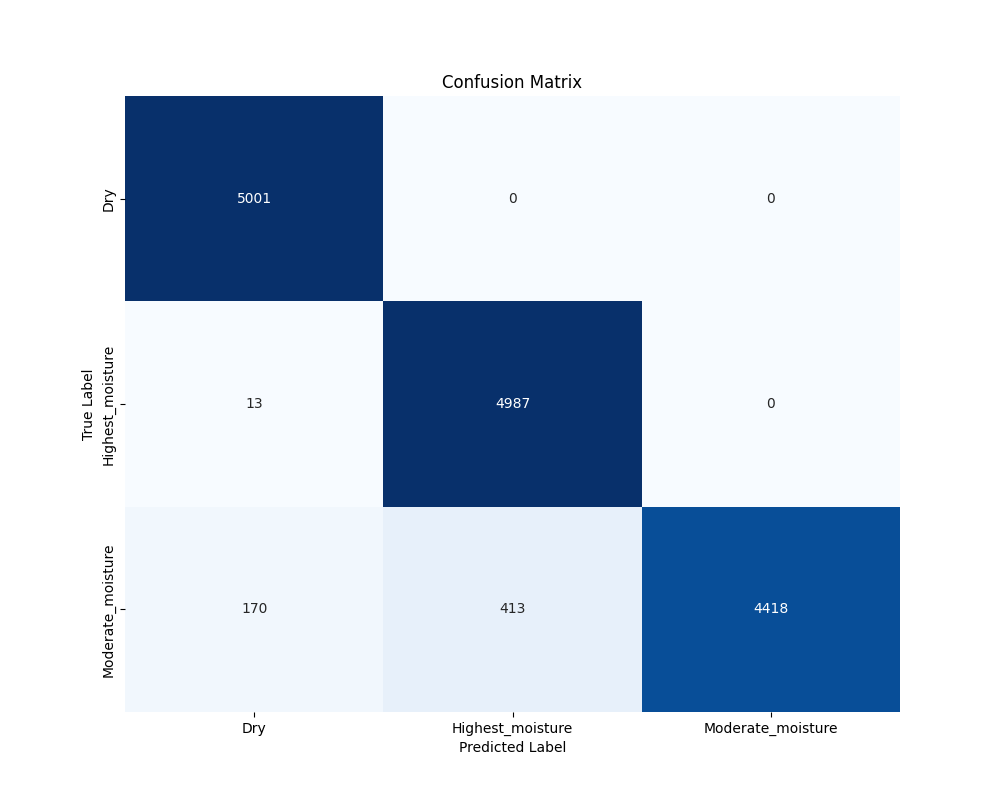 Confusion Matrix
True Label
Dry
5001 0 0
Highest_moisture
13 4987 0
Moderate_moisture
170 413 4418
Dry Highest_moisture Moderate_moisture
Predicted Label